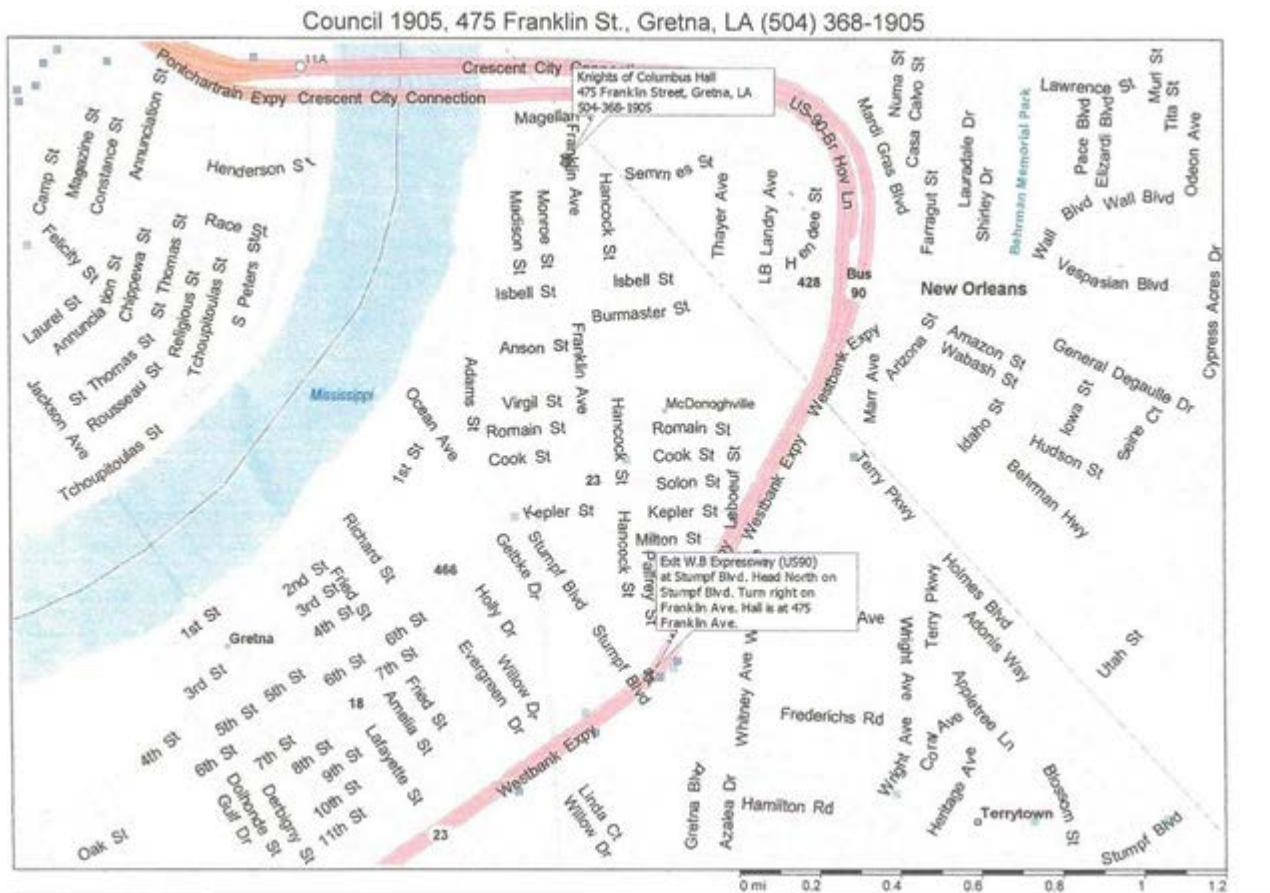 Council 1905, 475 Franklin St., Gretna, LA (504) 368-1905
Pontchartrain Expy
11A
Crescent City
Crescent City Connection
Knights of Columbus Hall
475 Franklin Street, Gretna, LA
504-368-1905
Magellan
US-90-Br Hov Ln
Mardi Gras Blvd
Numa St
Casa Calvo St
Lawrence St
Murl St
Tita St
Odeon Ave
Pace Blvd
Elizardi Blvd
Behrman Memorial Park
Lauradale Dr
Shirley Dr
Farragut St
Camp St
Magazine St
Constance St
Annunciation St
Henderson St
Franklin Ave
Semmes St
Hancock St
Madison St
Monroe St
Thayer Ave
LB Landry Ave
Hendee St
428
Bus
90
Wall Blvd
Wall Blvd
Vespasian Blvd
New Orleans
Cypress Acres Dr
Felicity St
Race St
S Peters St
Laurel St
Annunciation St
Chippewa St
St Thomas St
Religious St
Tchoupitoulas St
Isbell St
Isbell St
Burmaster St
Anson St
Franklin Ave
Arizona St
Amazon St
Wabash St
General Degaulle Dr
Westbank Expy
Marr Ave
St Thomas St
Rousseau St
Jackson Ave
Tchoupitoulas St
Mississippi
Ocean Ave
1st St
Adams St
Virgil St
Romain St
Cook St
Hancock St
McDonoghville
Romain St
Cook St
Solon St
23
Kepler St
Kepler St
Milton St
Leboeuf St
Westbank Expy
Terry Pkwy
Idaho St
Iowa St
Seine Ct
Hudson St
Behrman Hwy
Richard St
466
Stumpf Blvd
Gelbke Dr
Hancock St
Palfrey St
Exit W.B Expressway (US90)
at Stumpf Blvd. Head North on
Stumpf Blvd. Turn right on
Franklin Ave. Hall is at 475
Franklin Ave.
Ave
Holmes Blvd
Terry Pkwy
Adonis Way
Utah St
1st St
2nd St
3rd St
Fried St
4th St
Gretna
3rd St
6th St
7th St
Holly Dr
Evergreen Dr
Willow Dr
Stumpf Blvd
Whitney Ave
Wright Ave
Appletree Ln
5th St
5th St
6th St
18
Fried St
Amelia St
Lafayette St
Frederichs Rd
Wright Ave
Coral Ave
4th St
6th St
7th St
8th St
9th St
10th St
11th St
Dolhonde St
Gulf Dr
Derbigny St
Westbank Expy
Linda Ct
Willow Dr
Gretna Blvd
Azalea Dr
Hamilton Rd
Heritage Ave
Terrytown
Blossom St
Stumpf Blvd
Oak St
23
0 mi 0.2 0.4 0.6 0.8 1 1.2